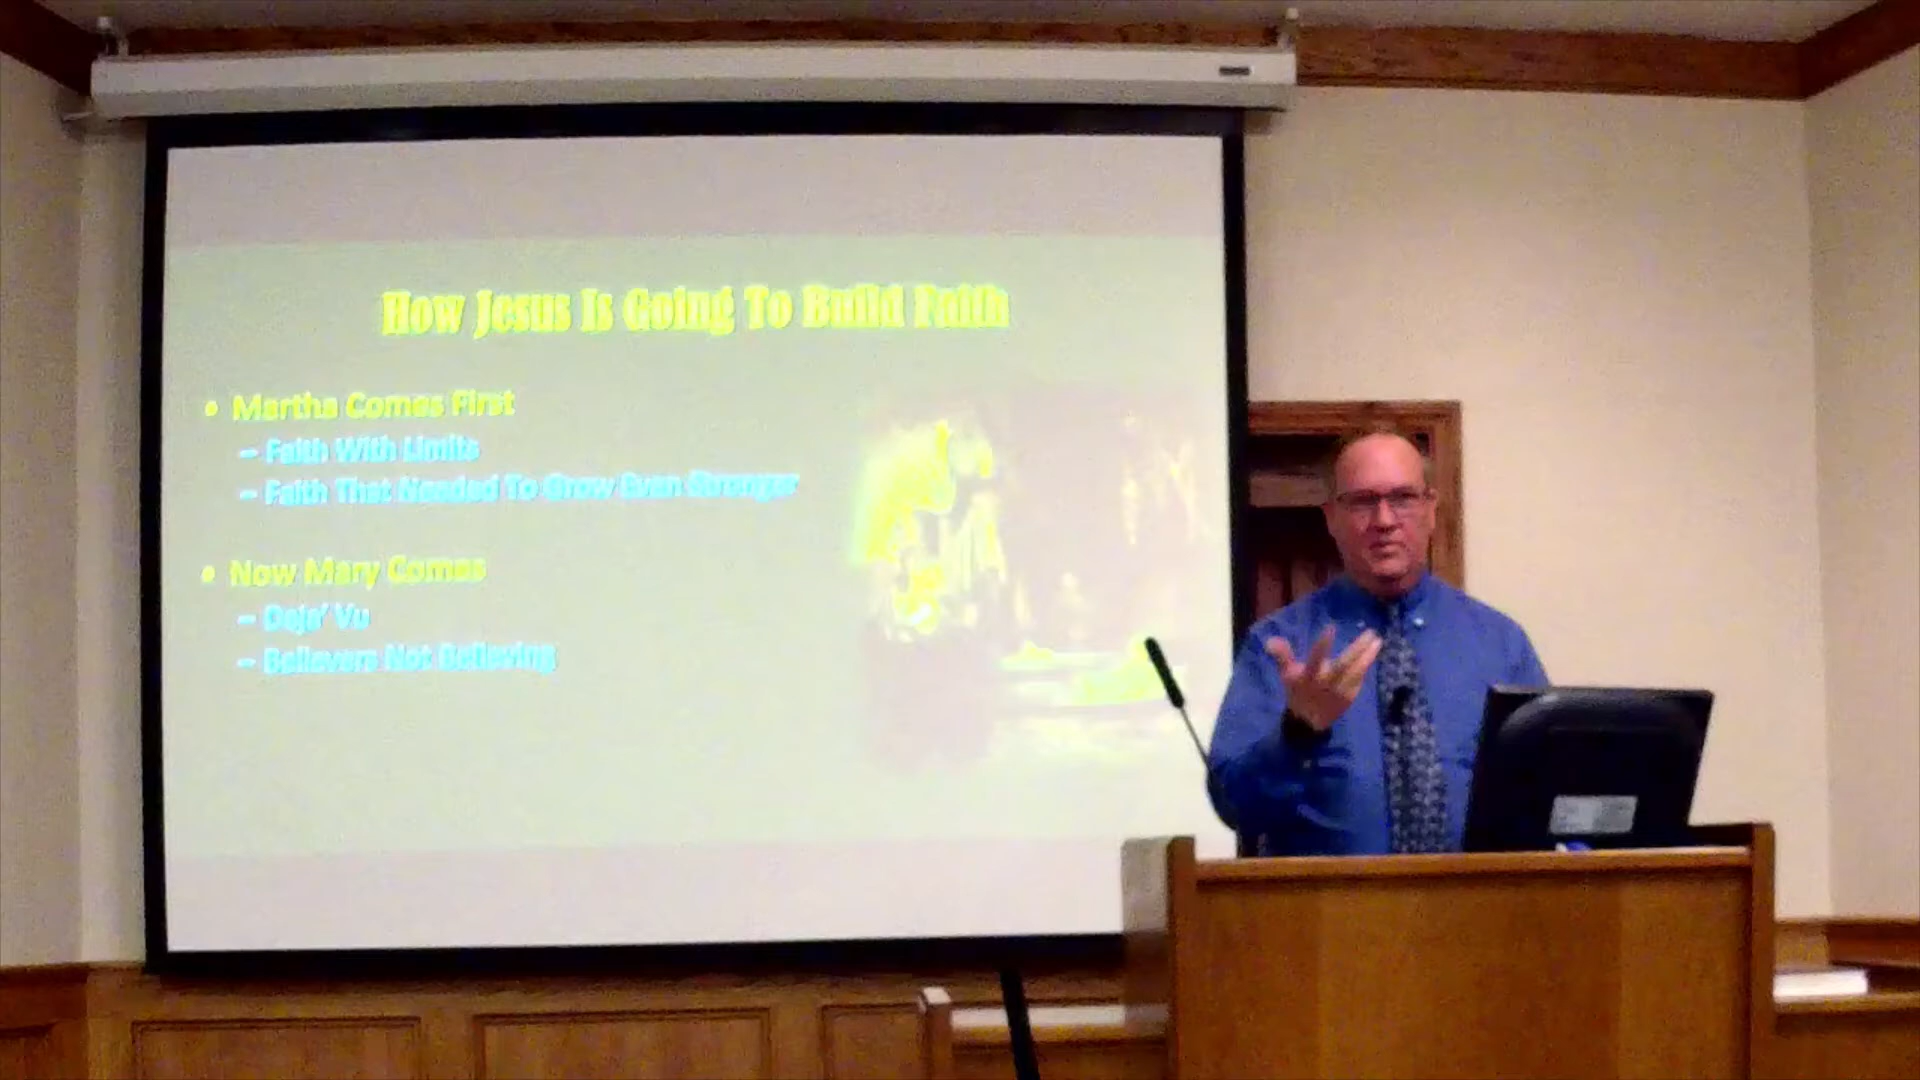 How Jesus Is Going To Build Faith
• Martha Comes First
– Faith With Limits
– Faith That Needed To Grow Even Stronger
• Now Mary Comes
– Deja' Vu
– Believers Not Believing